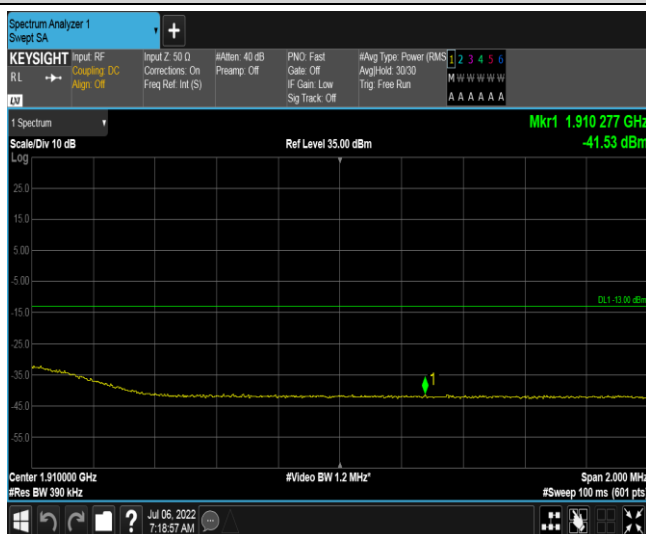 Spectrum Analyzer 1
Swept SA
+
KEYSIGHT
RL
LXI
Input: RF
Coupling: DC
Align: Off
Input Z: 50 Ω
Corrections: On
Freq Ref: Int (S)
#Atten: 40 dB
Preamp: Off
PNO: Fast
Gate: Off
IF Gain: Low
Sig Track: Off
#Avg Type: Power (RMS
Avg|Hold: 30/30
Trig: Free Run
1 2 3 4 5 6
M W W W W W
A A A A A A
1 Spectrum
Mkr1 1.910 277 GHz
Scale/Div 10 dB
Ref Level 35.00 dBm
-41.53 dBm
Log
25.0
15.0
5.00
-5.00
DL1 -13.00 dBm
-15.0
-25.0
-35.0
1
-45.0
-55.0
Center 1.910000 GHz
#Video BW 1.2 MHz*
Span 2.000 MHz
#Res BW 390 kHz
#Sweep 100 ms (601 pts)
?
Jul 06, 2022
7:18:57 AM